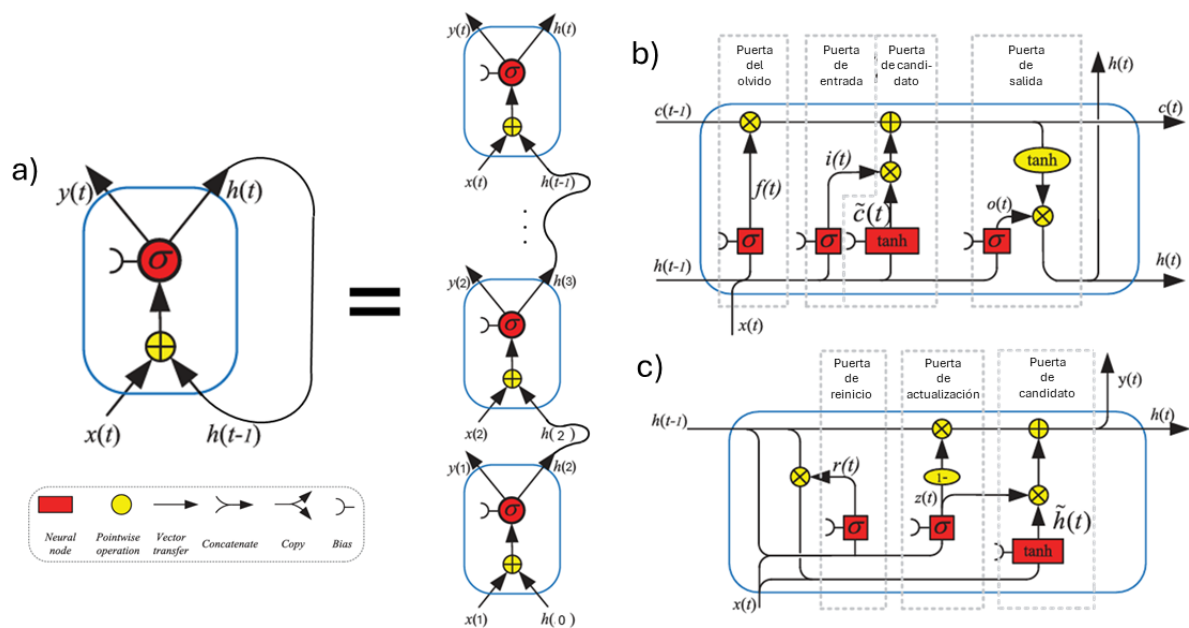 a)
y(t)
h(t)
σ
x(t)
h(t-1)
=
Neural
node
Pointwise
operation
Vector
transfer
Concatenate
Copy
Bias
y(t)
h(t)
σ
x(t)
h(t-1)
y(2)
h(3)
σ
x(2)
h(2)
y(1)
h(2)
σ
x(1)
h(0)
b)
Puerta
del
olvido
Puerta
de
entrada
Puerta
de candi-
dato
Puerta
de
salida
h(t)
c(t-1)
c(t)
tanh
i(t)
f(t)
c̃(t)
o(t)
σ
σ
tanh
σ
h(t-1)
h(t)
x(t)
c)
Puerta
de
reinicio
Puerta
de
actualización
Puerta
de
candidato
y(t)
h(t-1)
h(t)
r(t)
1-
z(t)
h̃(t)
σ
σ
tanh
x(t)